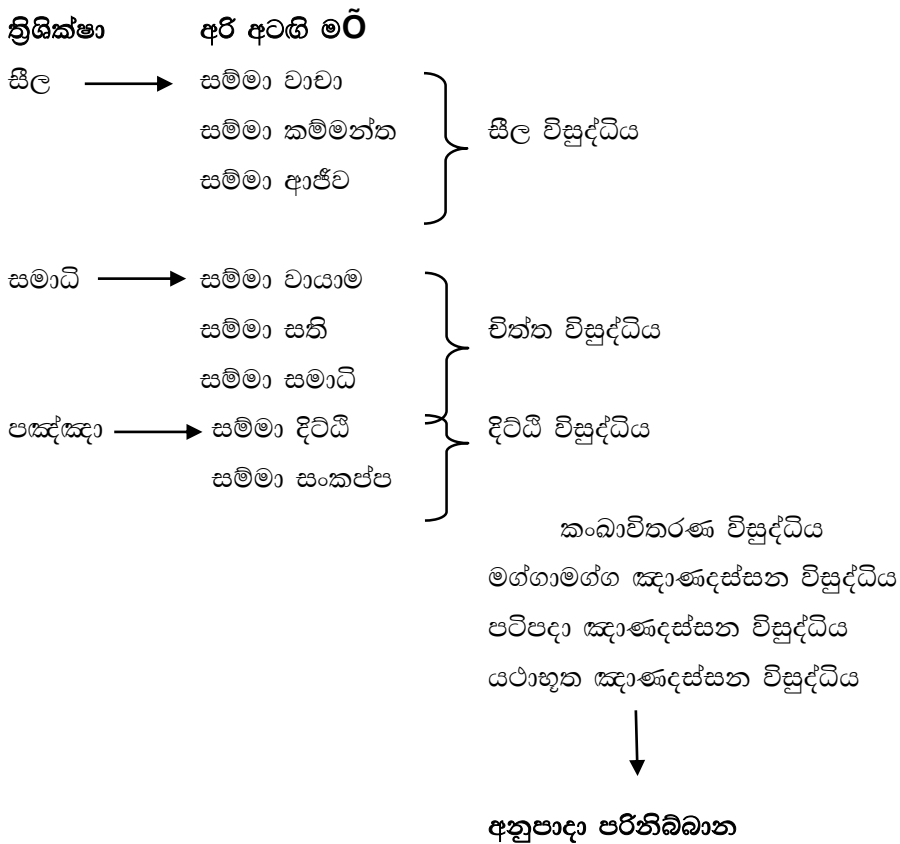 ත්‍රිශික්ෂා අරි අටඟි මÕ
සීල සම්මා වාචා
සම්මා කම්මන්ත සීල විසුද්ධිය
සම්මා ආජීව
සමාධි සම්මා වායාම
සම්මා සති චිත්ත විසුද්ධිය
සම්මා සමාධි
පඤ්ඤා සම්මා දිට්ඨි දිට්ඨි විසුද්ධිය
සම්මා සංකප්ප
කංඛාවිතරණ විසුද්ධිය
මග්ගාමග්ග ඤාණදස්සන විසුද්ධිය
පටිපදා ඤාණදස්සන විසුද්ධිය
යථාභූත ඤාණදස්සන විසුද්ධිය
අනුපාදා පරිනිබ්බාන